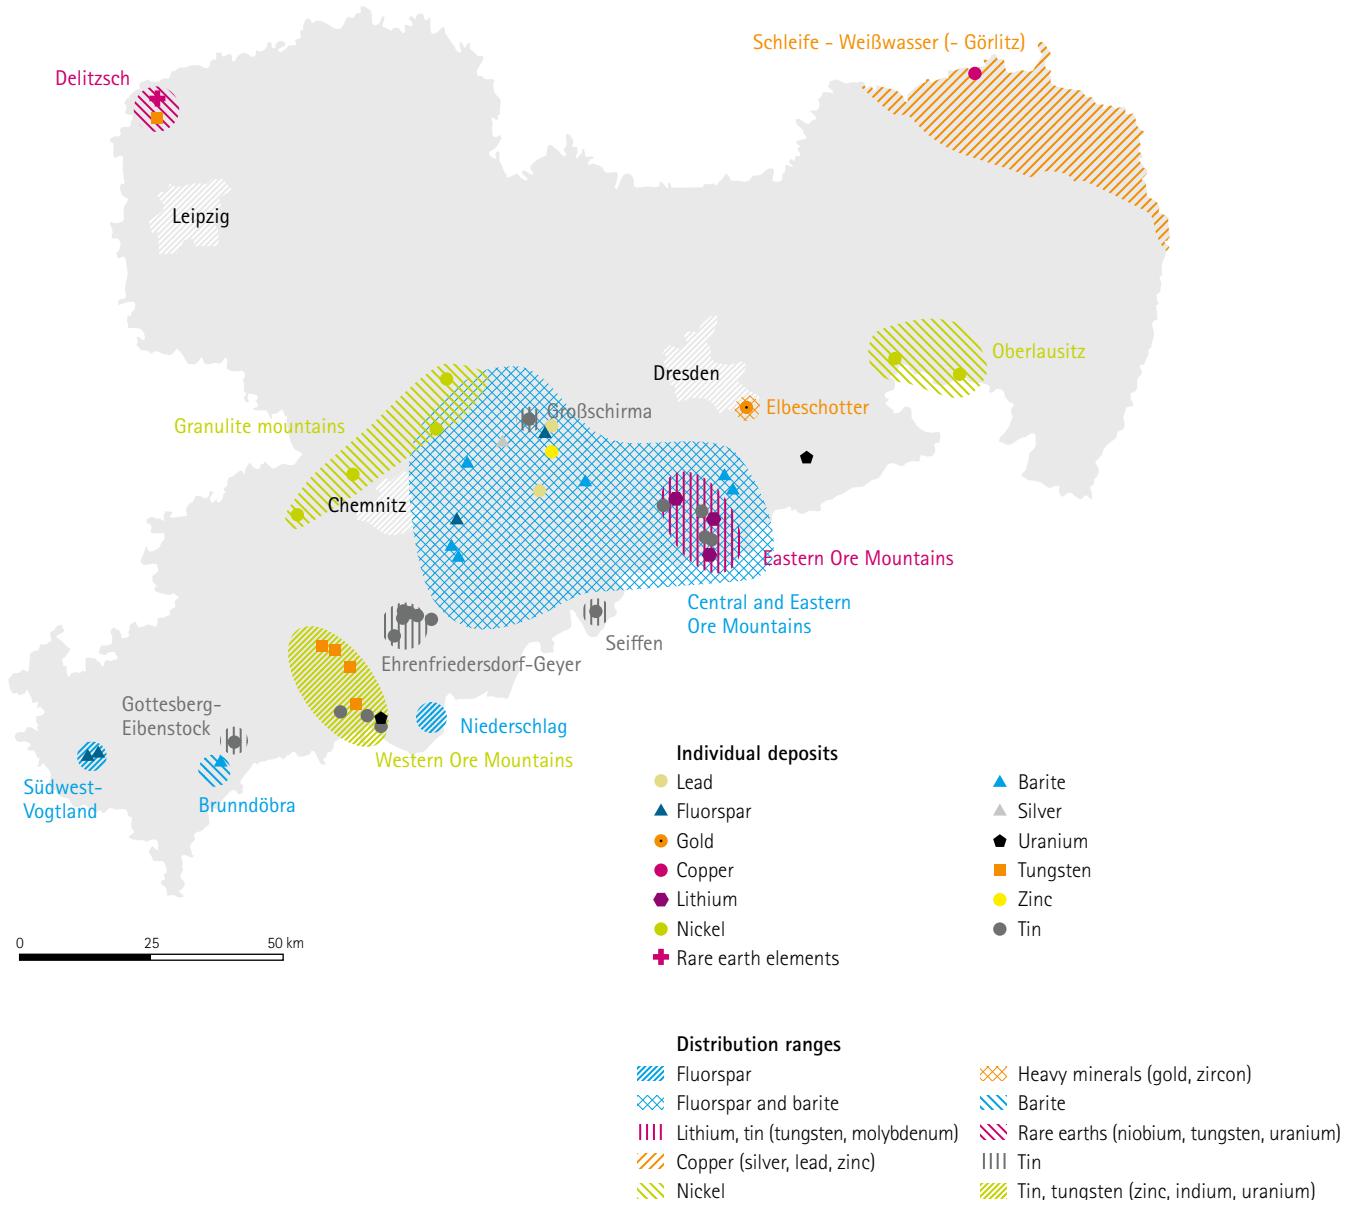 Schleife - Weißwasser (- Görlitz)
Delitzsch
Leipzig
Dresden
Oberlausitz
Elbeschotter
Großschirma
Granulite mountains
Chemnitz
Eastern Ore Mountains
Central and Eastern
Ore Mountains
Seiffen
Ehrenfriedersdorf-Geyer
Gottesberg-
Eibenstock
Niederschlag
Western Ore Mountains
Südwest-
Vogtland
Brunndöbra
0 25 50 km
Individual deposits
Lead
Fluorspar
Gold
Copper
Lithium
Nickel
Rare earth elements
Barite
Silver
Uranium
Tungsten
Zinc
Tin
Distribution ranges
Fluorspar
Fluorspar and barite
Lithium, tin (tungsten, molybdenum)
Copper (silver, lead, zinc)
Nickel
Heavy minerals (gold, zircon)
Barite
Rare earths (niobium, tungsten, uranium)
Tin
Tin, tungsten (zinc, indium, uranium)